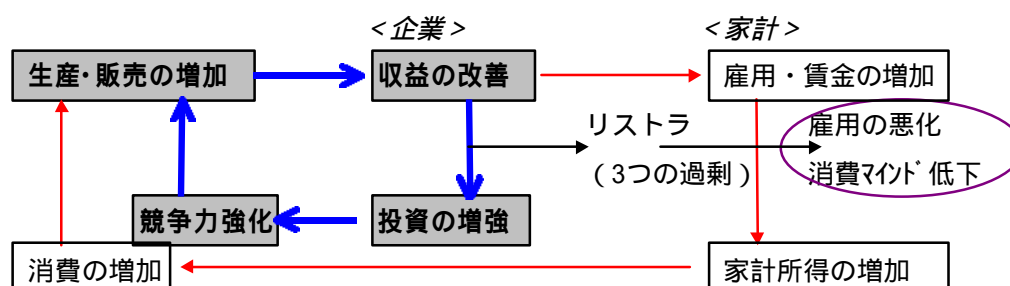 <企業>
<家計>
生産・販売の増加
収益の改善
雇用・賃金の増加
リストラ
(3つの過剰)
雇用の悪化
消費マインド低下
競争力強化
投資の増強
消費の増加
家計所得の増加